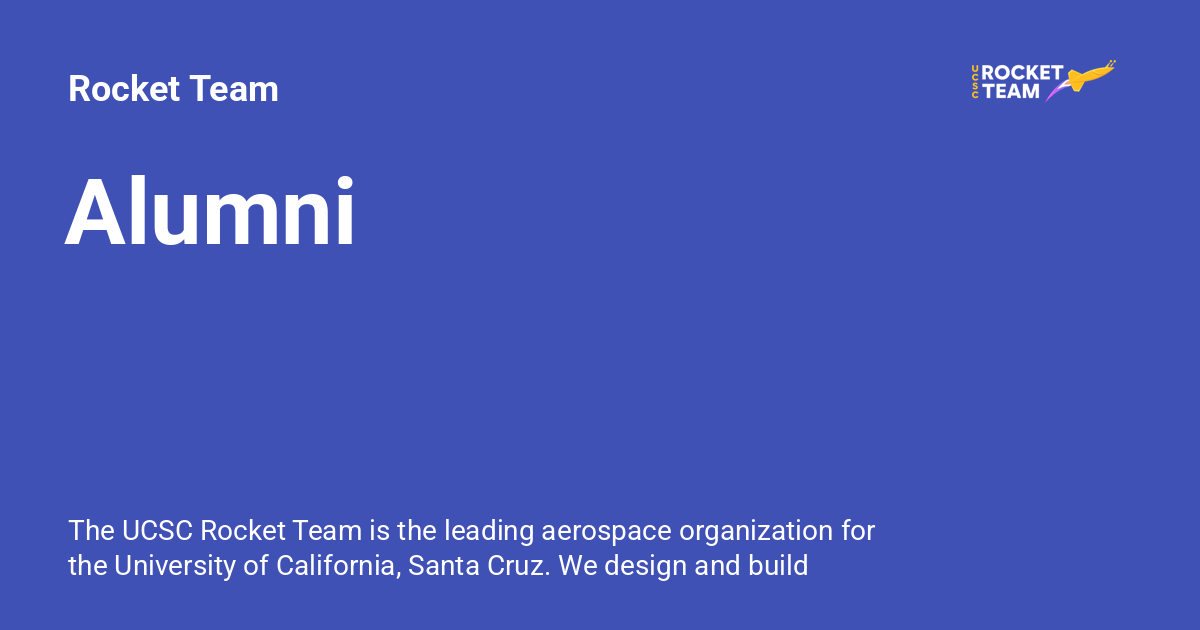 Rocket Team
UCSC
ROCKET
TEAM
Alumni
The UCSC Rocket Team is the leading aerospace organization for
the University of California, Santa Cruz. We design and build